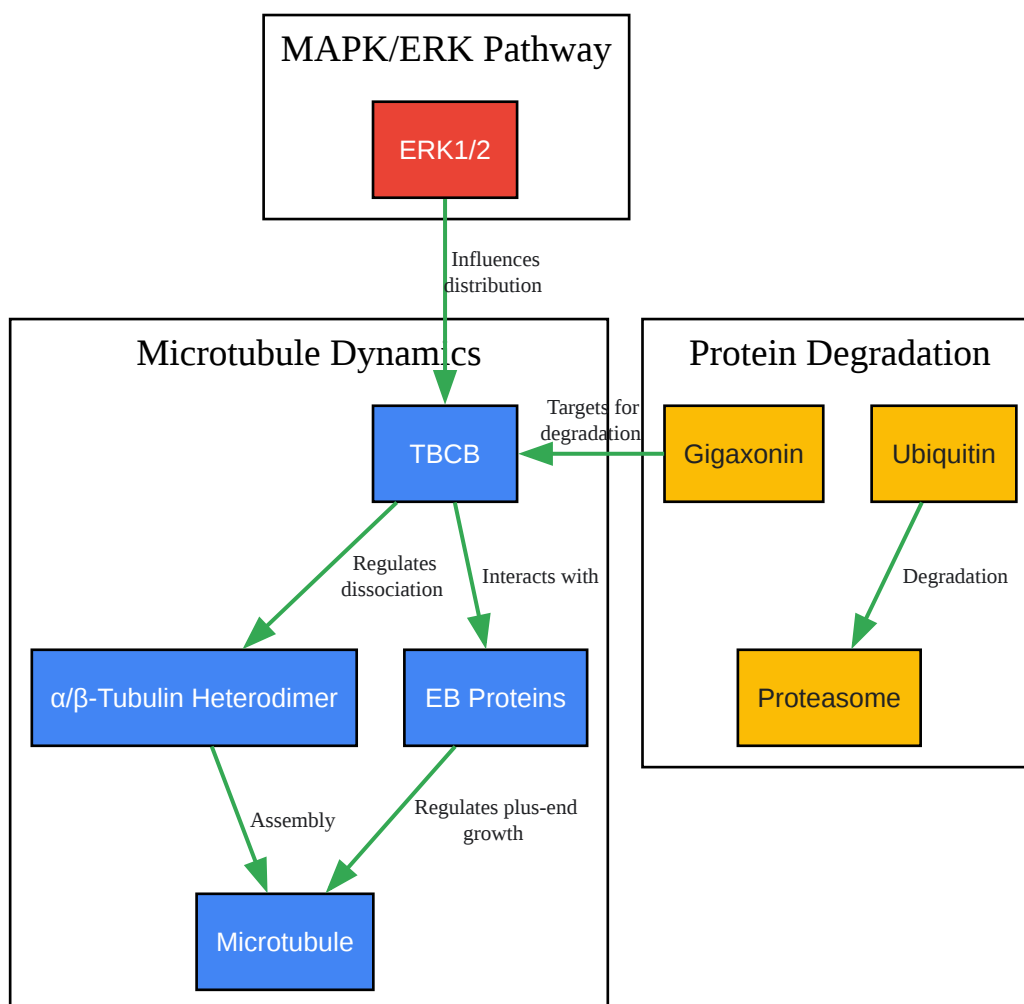 MAPK/ERK Pathway
ERK1/2
Influences
distribution
Microtubule Dynamics
Protein Degradation
TBCB
Targets for
degradation
Gigaxonin
Ubiquitin
Regulates
dissociation
Interacts with
Degradation
α/β-Tubulin Heterodimer
EB Proteins
Proteasome
Assembly
Regulates plus-end
growth
Microtubule